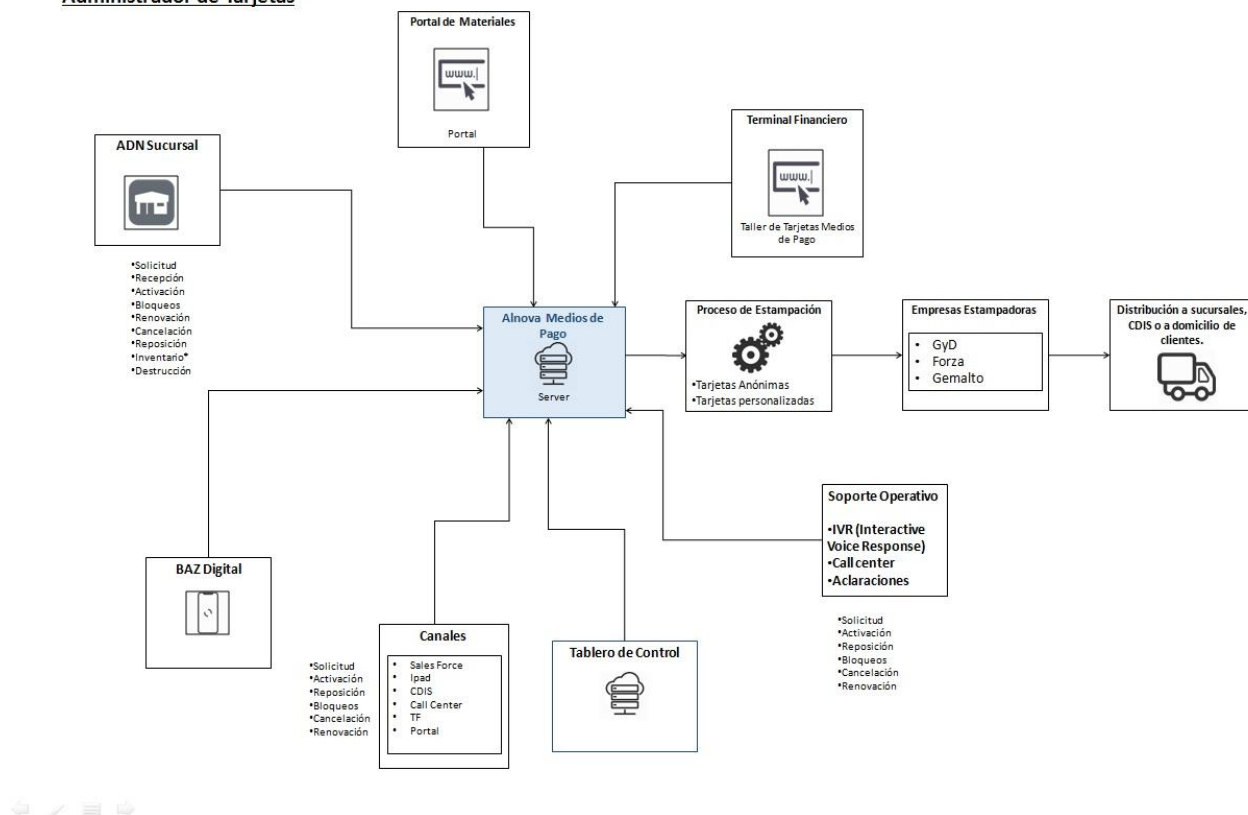 Administrador de Tarjetas
Portal de Materiales
www.
Portal
Terminal Financiero
www.
Taller de Tarjetas Medios
de Pago
ADN Sucursal
•Solicitud
•Recepción
•Activación
•Bloqueos
•Renovación
•Cancelación
•Reposición
•Inventario*
•Destrucción
Alnova Medios de
Pago
Server
Proceso de Estampación
•Tarjetas Anónimas
•Tarjetas personalizadas
Empresas Estampadoras
• GyD
• Forza
• Gemalto
Distribución a sucursales,
CDIS o a domicilio de
clientes.
Soporte Operativo
•IVR (Interactive
Voice Response)
•Call center
•Aclaraciones
•Solicitud
•Activación
•Reposición
•Bloqueos
•Cancelación
•Renovación
BAZ Digital
Canales
• Sales Force
• Ipad
• CDIS
• Call Center
• TF
• Portal
•Solicitud
•Activación
•Reposición
•Bloqueos
•Cancelación
•Renovación
Tablero de Control